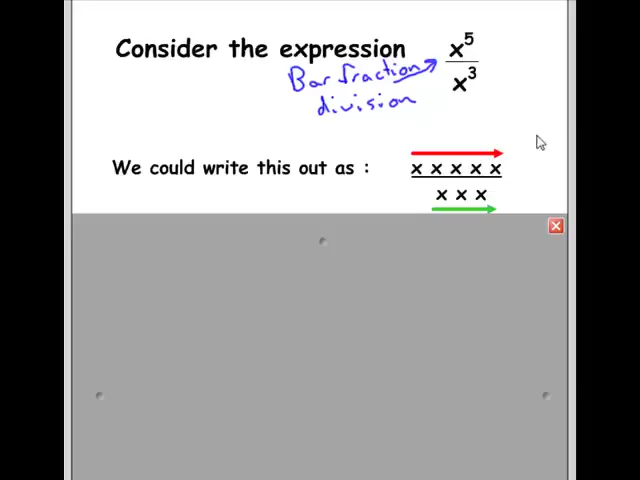 Consider the expression x⁵/x³
Bar fraction
division
We could write this out as :
x x x x x
x x x